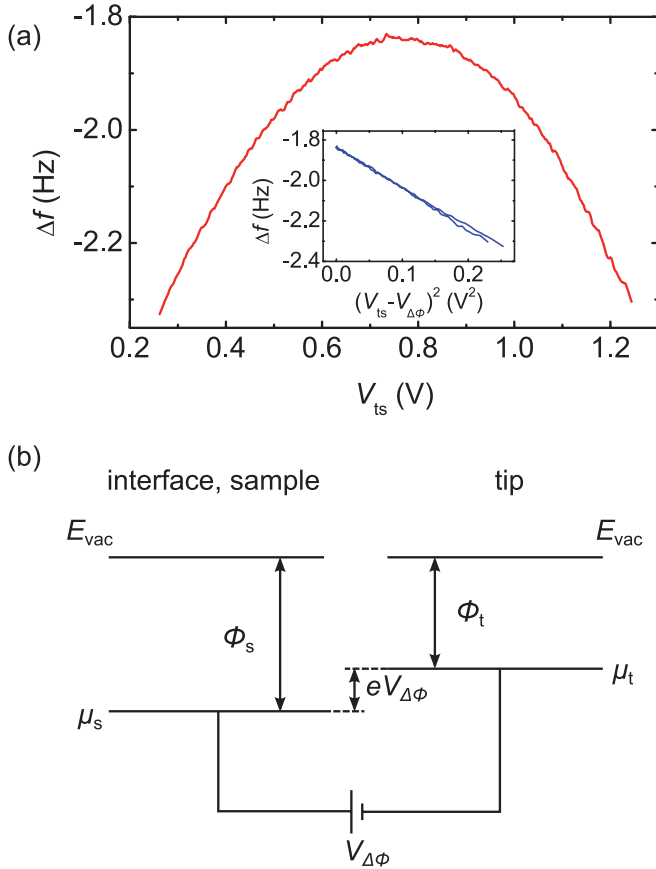 (a)
-1.8
-2.0
-2.2
Δf (Hz)
-1.8
-2.0
-2.2
-2.4
Δf (Hz)
0.0 0.1 0.2
(V_ts-V_ΔΦ)² (V²)
0.2 0.4 0.6 0.8 1.0 1.2
V_ts (V)
(b)
interface, sample tip
E_vac E_vac
Φ_s Φ_t
eV_ΔΦ μ_t
μ_s
V_ΔΦ